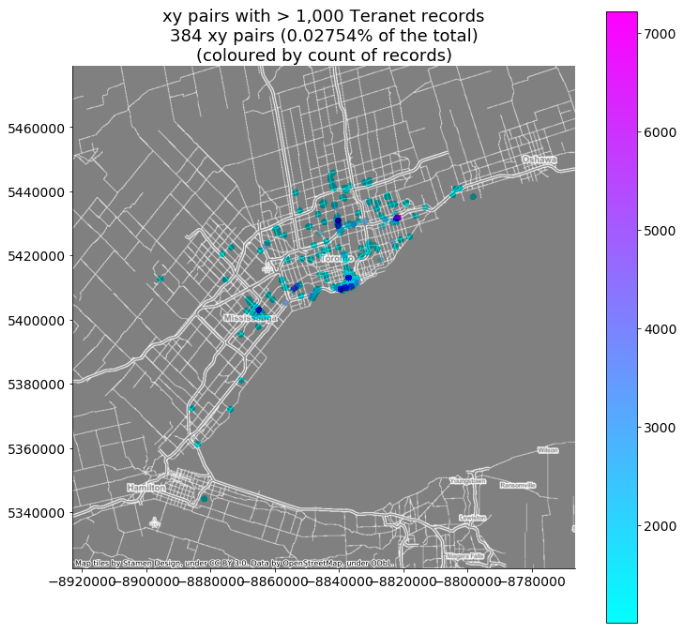 xy pairs with > 1,000 Teranet records
384 xy pairs (0.02754% of the total)
(coloured by count of records)
7000
6000
5000
4000
3000
2000
5460000
5440000
5420000
5400000
5380000
5360000
5340000
Oshawa
Toronto
Mississauga
Hamilton
Wilson
Youngstown
Ransomville
Lewiston
Niagara Falls
Map tiles by Stamen Design, under CC BY 3.0. Data by OpenStreetMap, under ODbL.
−8920000 −8900000 −8880000 −8860000 −8840000 −8820000 −8800000 −8780000